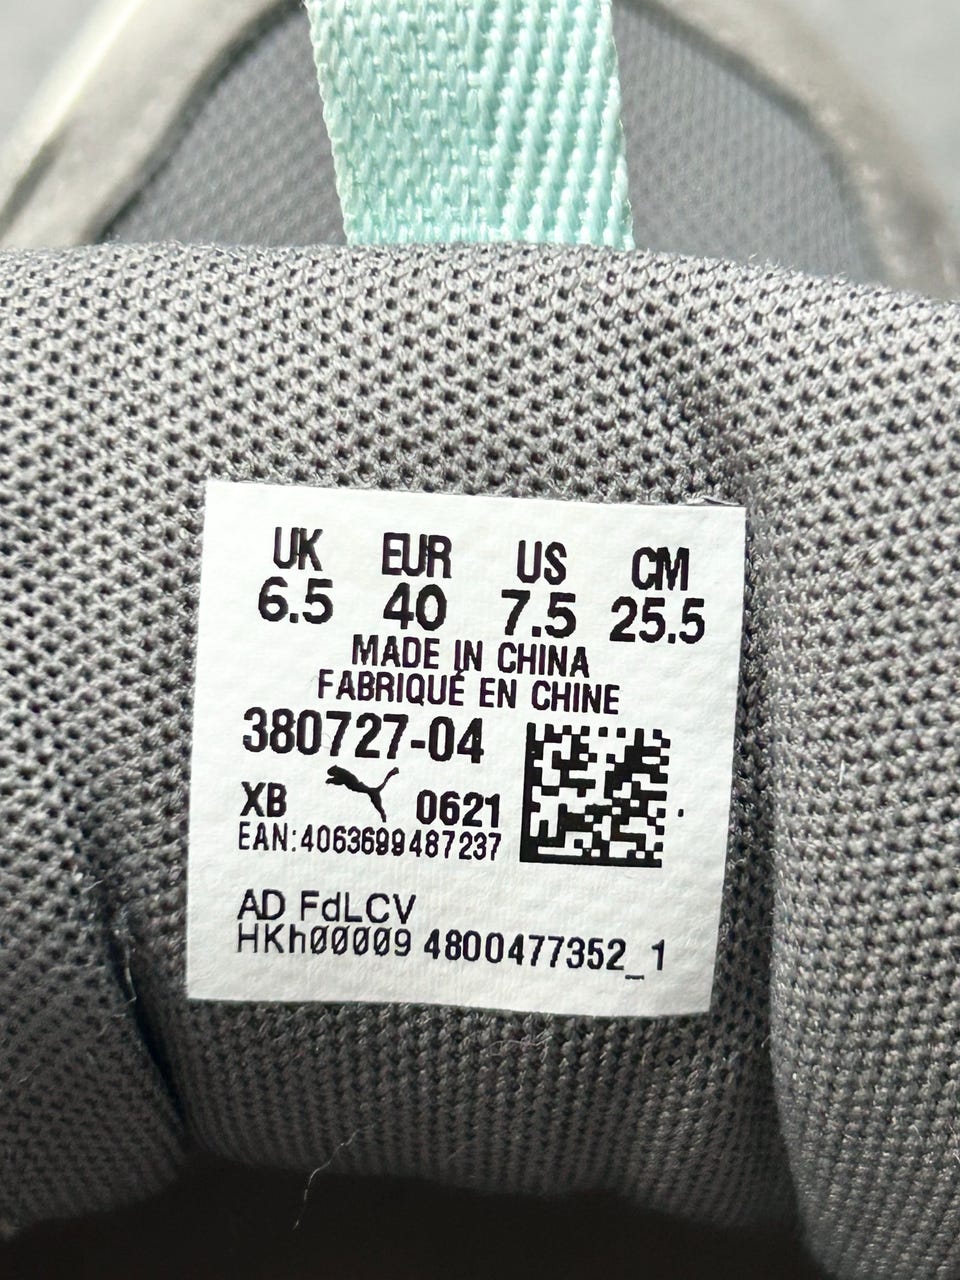 UK EUR US CM
6.5 40 7.5 25.5
MADE IN CHINA
FABRIQUÉ EN CHINE
380727-04
XB 0621
EAN:4063699487237
AD FdLCV
HKh00009 4800477352_1